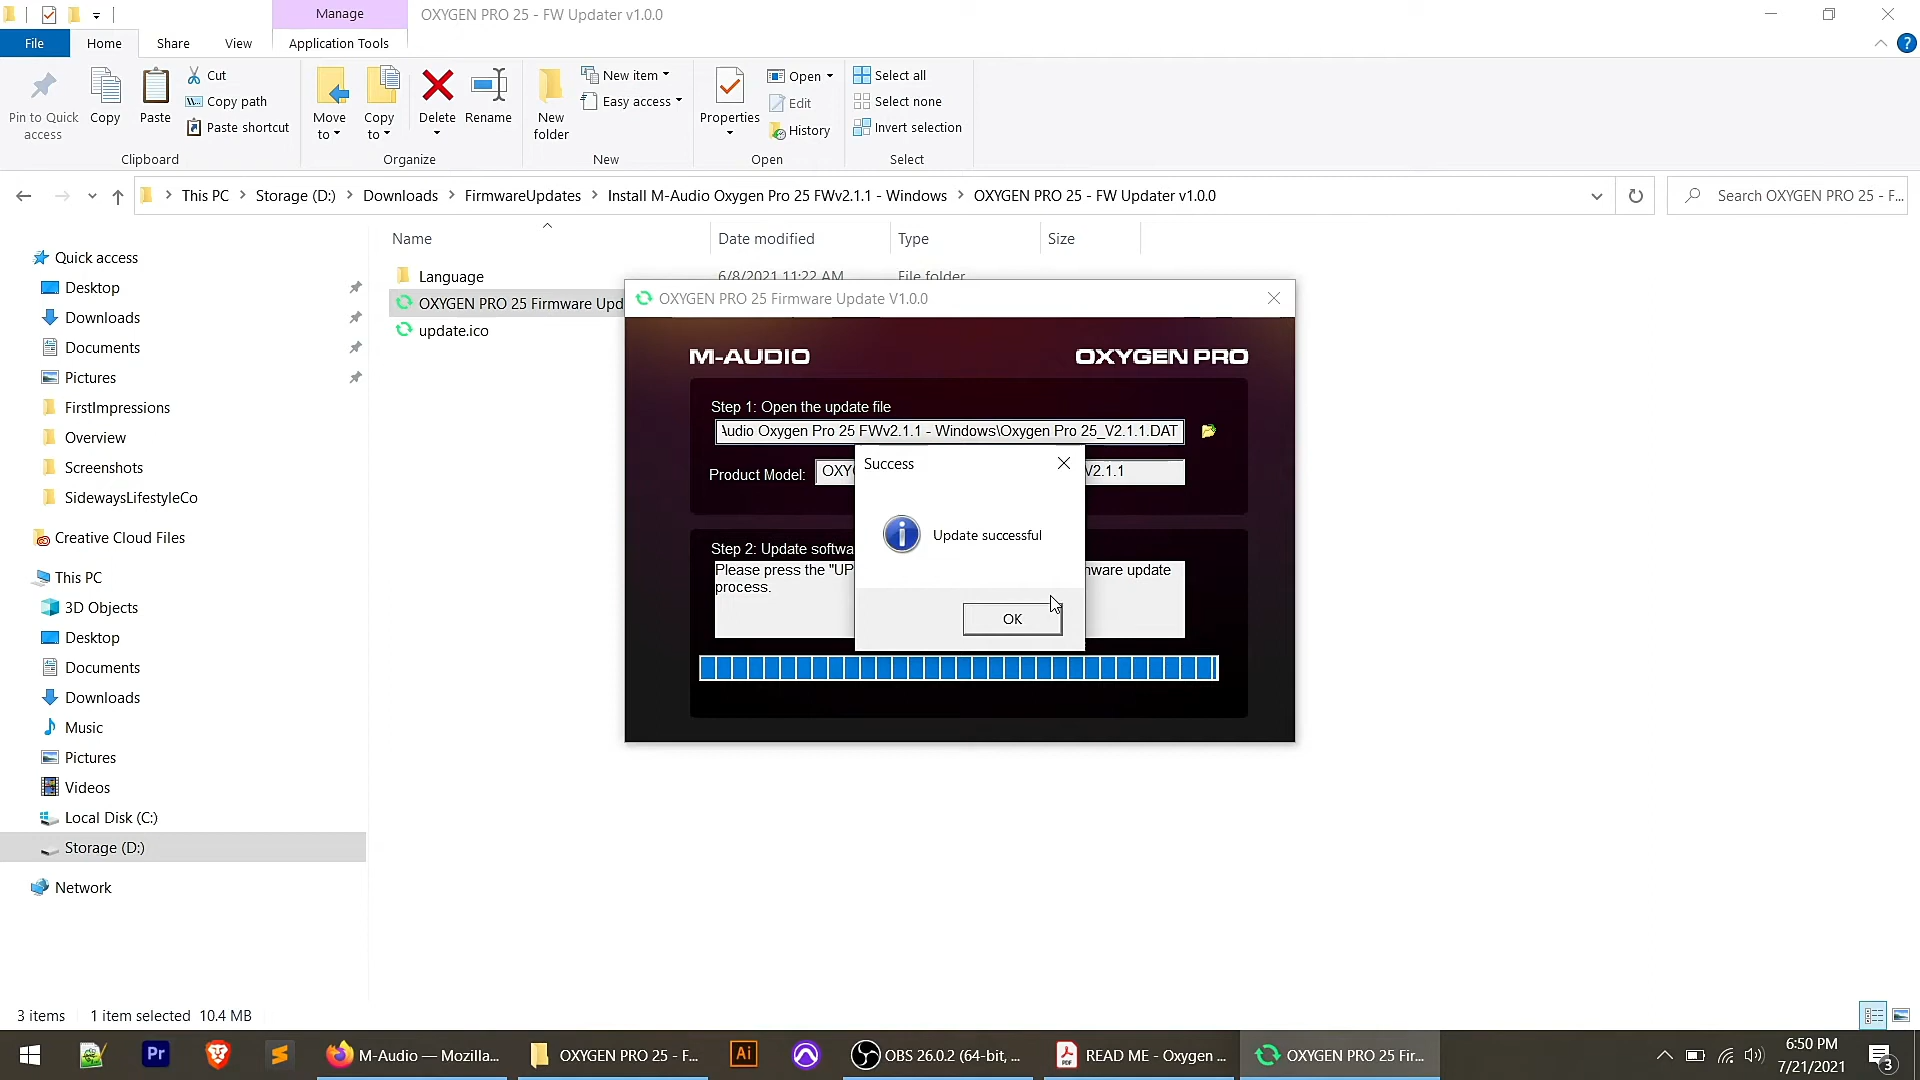 Manage
OXYGEN PRO 25 - FW Updater v1.0.0
File
Home
Share
View
Application Tools
Pin to Quick access
Copy
Paste
Cut
Copy path
Paste shortcut
Clipboard
Move to
Copy to
Delete
Rename
Organize
New folder
New item
Easy access
New
Properties
Open
Edit
History
Open
Select all
Select none
Invert selection
Select
This PC > Storage (D:) > Downloads > FirmwareUpdates > Install M-Audio Oxygen Pro 25 FWv2.1.1 - Windows > OXYGEN PRO 25 - FW Updater v1.0.0
Search OXYGEN PRO 25 - F...
Name
Date modified
Type
Size
Language
6/8/2021 11:22 AM
File folder
OXYGEN PRO 25 Firmware Upd
update.ico
Quick access
Desktop
Downloads
Documents
Pictures
FirstImpressions
Overview
Screenshots
SidewaysLifestyleCo
Creative Cloud Files
This PC
3D Objects
Desktop
Documents
Downloads
Music
Pictures
Videos
Local Disk (C:)
Storage (D:)
Network
OXYGEN PRO 25 Firmware Update V1.0.0
M-AUDIO
OXYGEN PRO
Step 1: Open the update file
Audio Oxygen Pro 25 FWv2.1.1 - Windows\Oxygen Pro 25_V2.1.1.DAT
Product Model:
OXY
V2.1.1
Success
Update successful
OK
Step 2: Update softwa
Please press the "UP
ware update
process.
3 items
1 item selected 10.4 MB
Pr
M-Audio — Mozilla...
OXYGEN PRO 25 - F...
Ai
OBS 26.0.2 (64-bit, ...
READ ME - Oxygen ...
OXYGEN PRO 25 Fir...
6:50 PM
7/21/2021
3